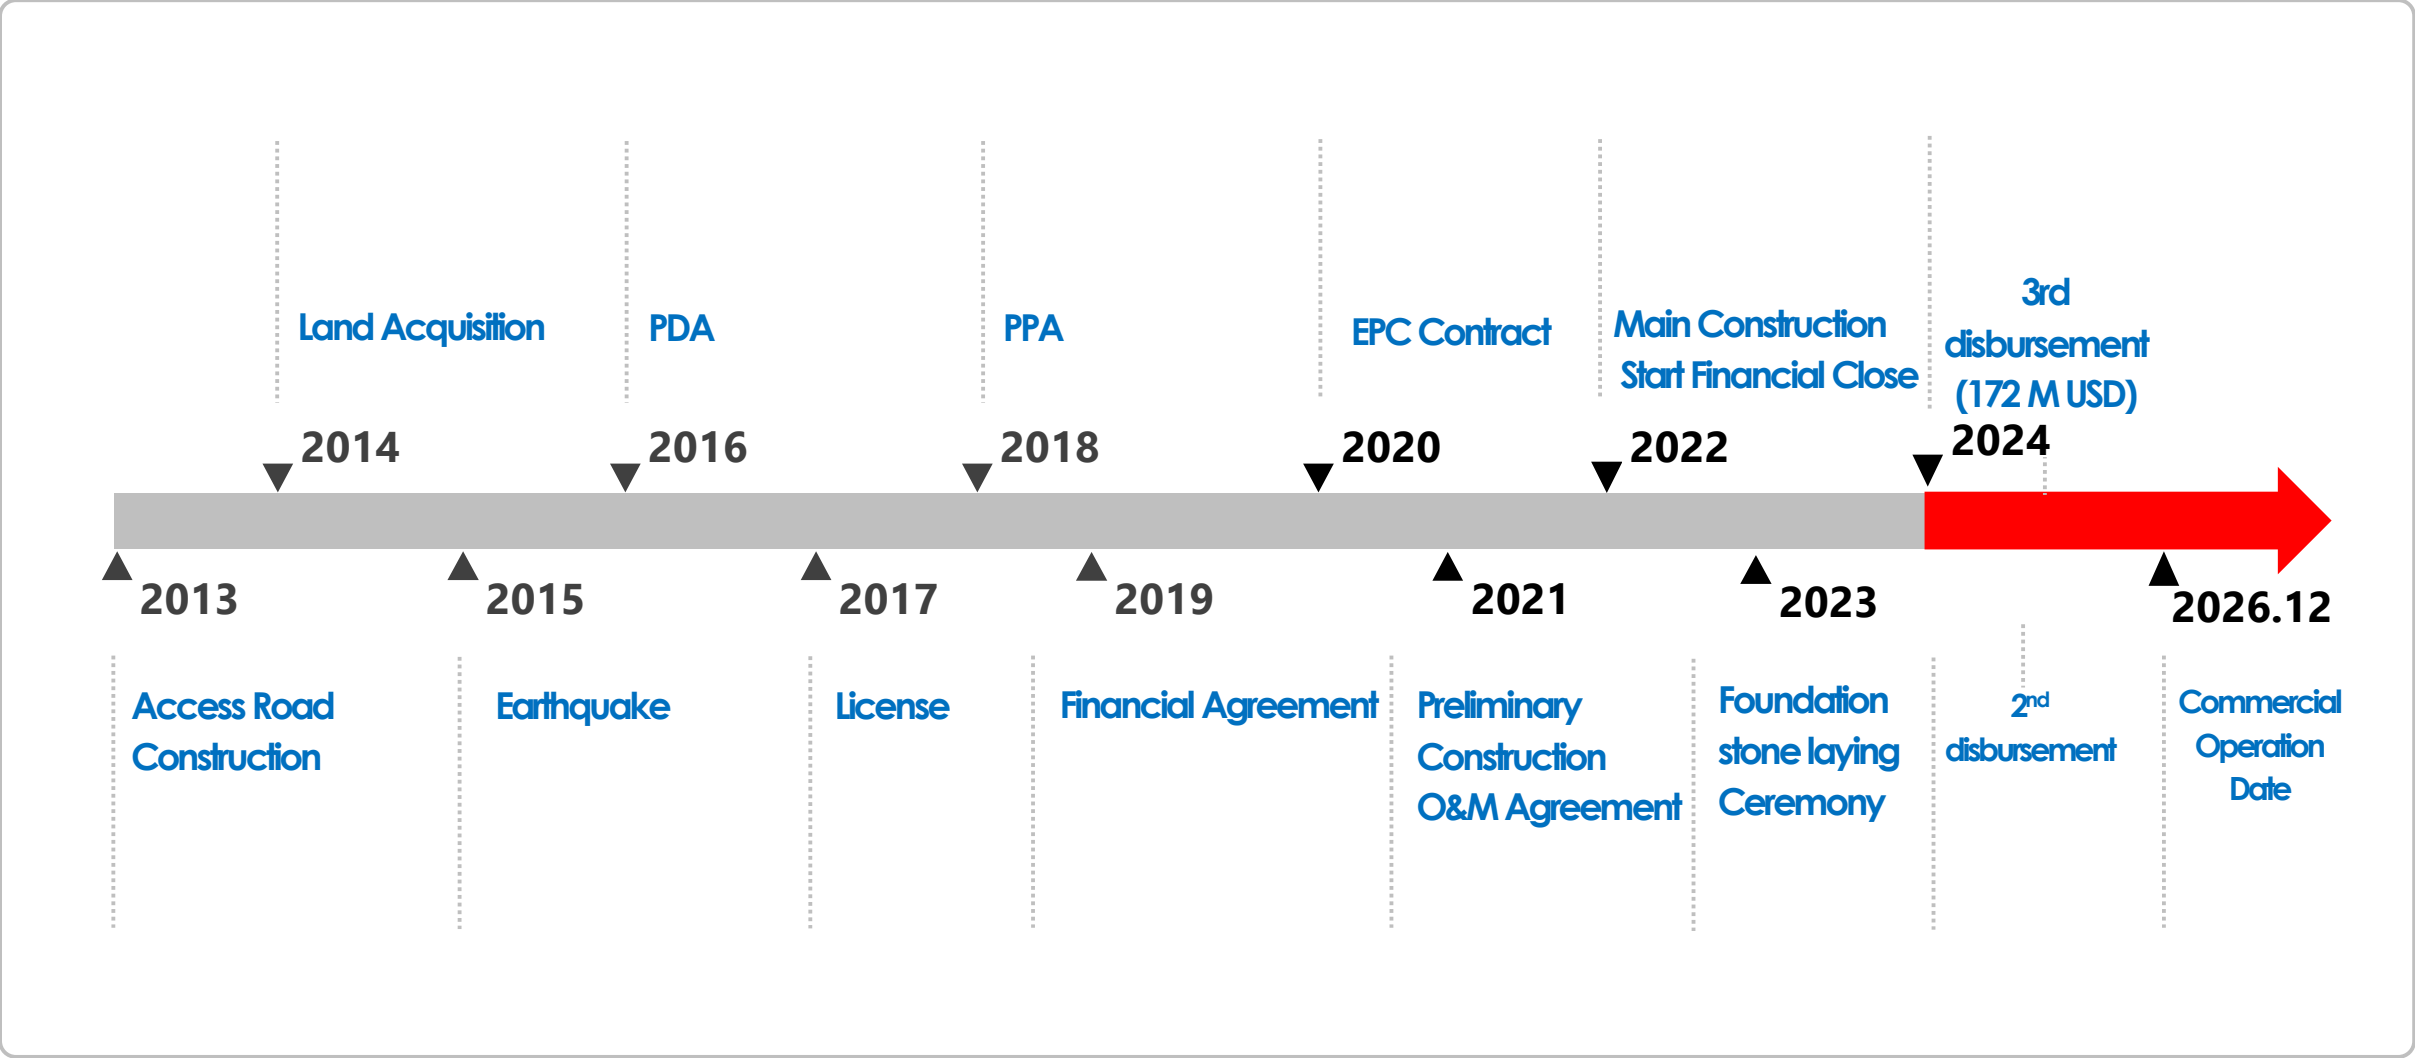 Land Acquisition
PDA
PPA
EPC Contract
Main Construction
Start Financial Close
3rd
disbursement
(172 M USD)
2014
2016
2018
2020
2022
2024
2013
2015
2017
2019
2021
2023
2026.12
Access Road
Construction
Earthquake
License
Financial Agreement
Preliminary
Construction
O&M Agreement
Foundation
stone laying
Ceremony
2nd
disbursement
Commercial
Operation
Date